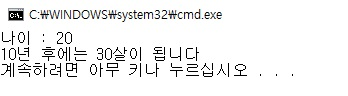 C:\WINDOWS\system32\cmd.exe
나이 : 20
10년 후에는 30살이 됩니다
계속하려면 아무 키나 누르십시오 . . .